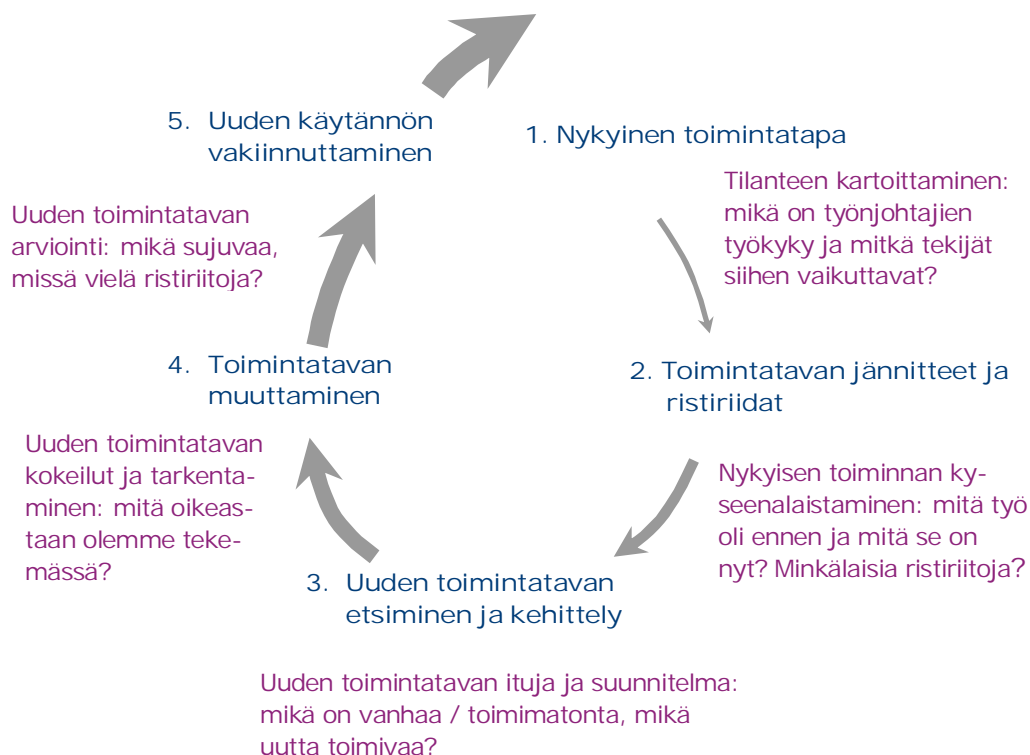 1. Nykyinen toimintatapa
Tilanteen kartoittaminen:
mikä on työnjohtajien
työkyky ja mitkä tekijät
siihen vaikuttavat?
2. Toimintatavan jännitteet ja
ristiriidat
Nykyisen toiminnan ky-
seenalaistaminen: mitä työ
oli ennen ja mitä se on
nyt? Minkälaisia ristiriitoja?
3. Uuden toimintatavan
etsiminen ja kehittely
Uuden toimintatavan ituja ja suunnitelma:
mikä on vanhaa / toimimatonta, mikä
uutta toimivaa?
4. Toimintatavan
muuttaminen
Uuden toimintatavan
kokeilut ja tarkenta-
minen: mitä oikeas-
taan olemme teke-
mässä?
5. Uuden käytännön
vakiinnuttaminen
Uuden toimintatavan
arviointi: mikä sujuvaa,
missä vielä ristiriitoja?